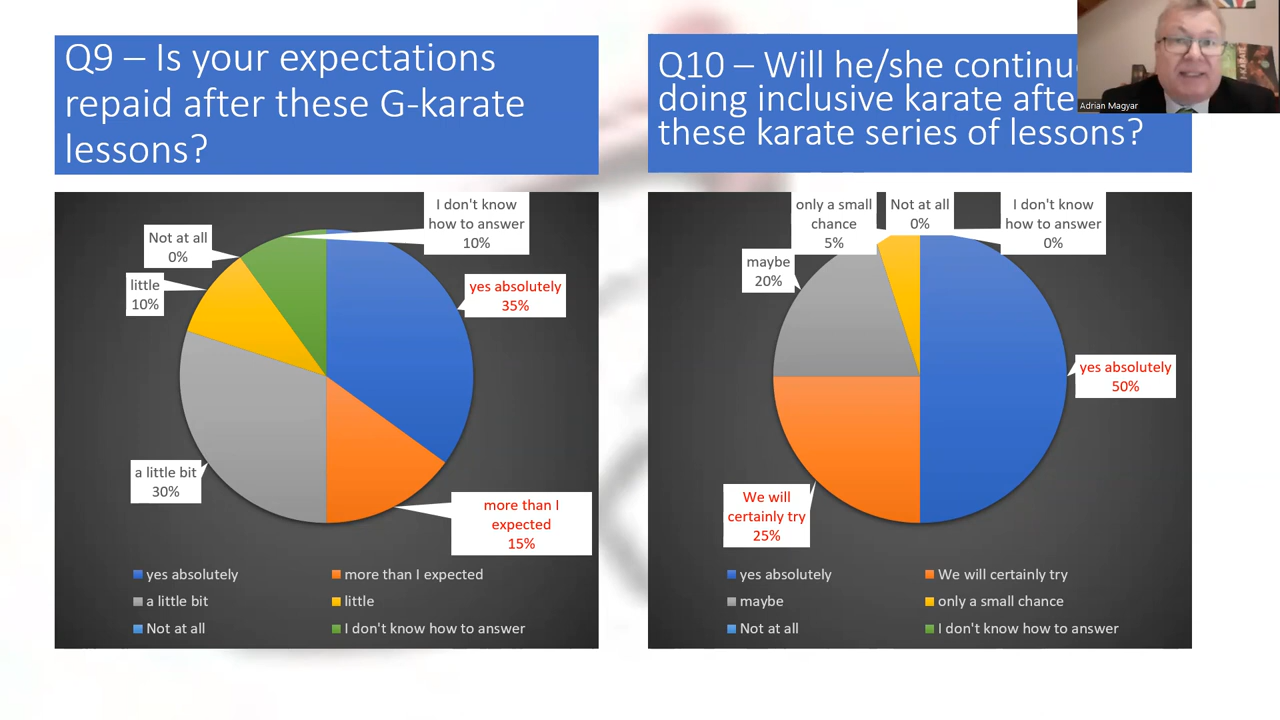 Q9 – Is your expectations
repaid after these G-karate
lessons?
I don't know
how to answer
10%
Not at all
0%
little
10%
yes absolutely
35%
a little bit
30%
more than I
expected
15%
yes absolutely
more than I expected
a little bit
little
Not at all
I don't know how to answer
Q10 – Will he/she continu
doing inclusive karate afte
these karate series of lessons?
Adrian Magyar
only a small
chance
5%
Not at all
0%
I don't know
how to answer
0%
maybe
20%
yes absolutely
50%
We will
certainly try
25%
yes absolutely
We will certainly try
maybe
only a small chance
Not at all
I don't know how to answer